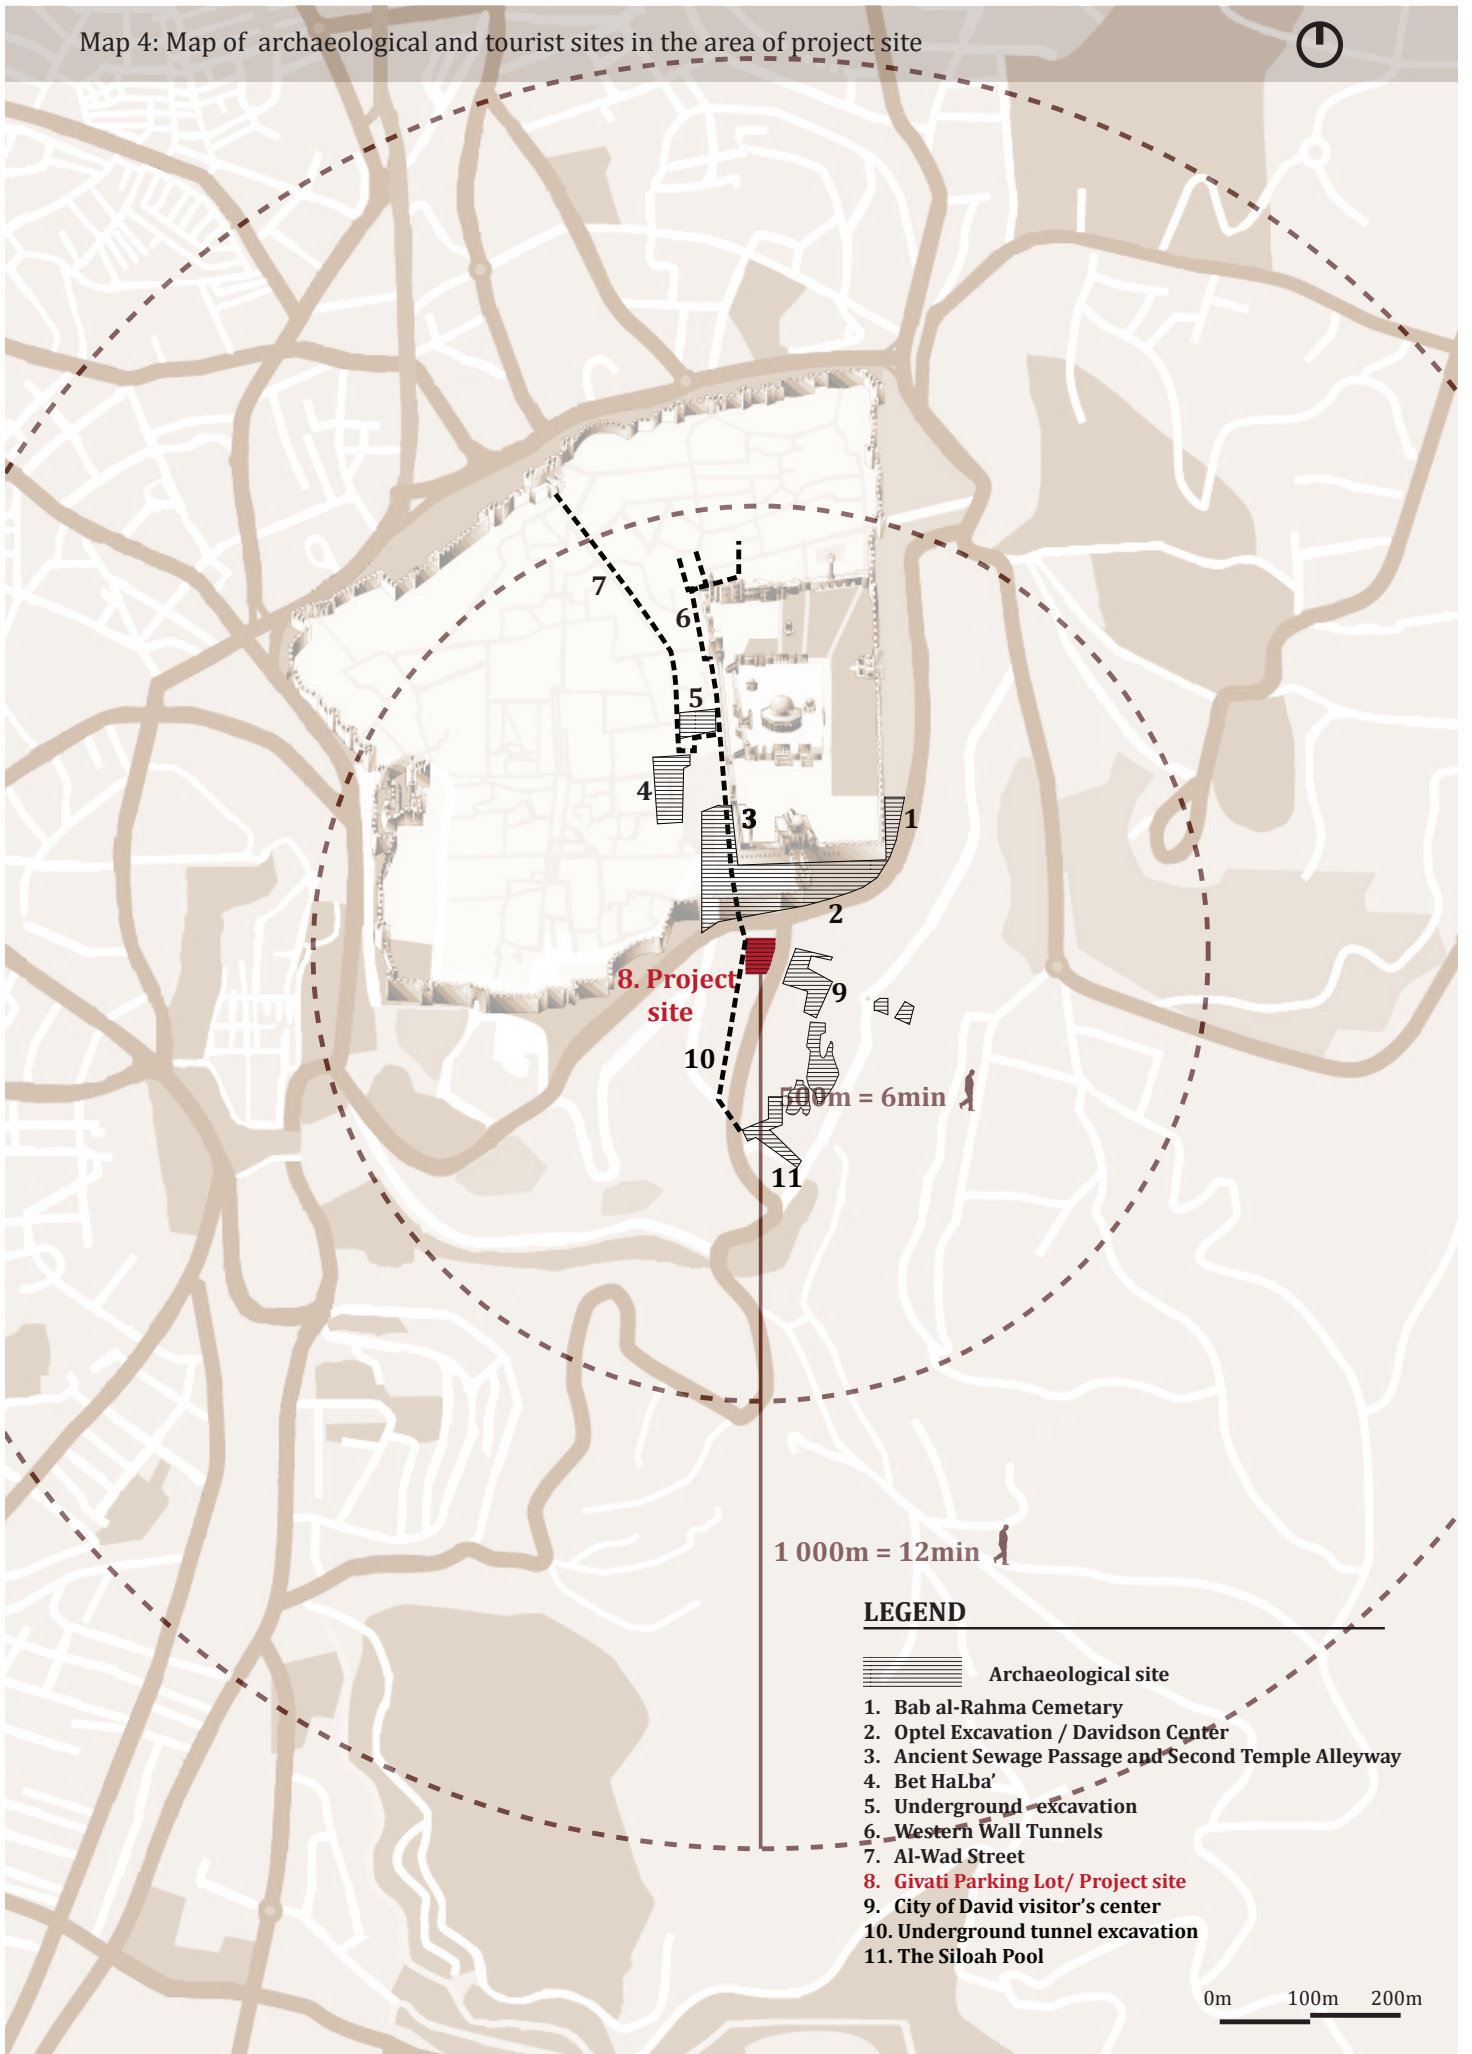 Map 4: Map of archaeological and tourist sites in the area of project site
7
6
5
4
3
1
2
8. Project
site
9
10
500m = 6min
11
1 000m = 12min
LEGEND
Archaeological site
1. Bab al-Rahma Cemetary
2. Optel Excavation / Davidson Center
3. Ancient Sewage Passage and Second Temple Alleyway
4. Bet HaLba'
5. Underground excavation
6. Western Wall Tunnels
7. Al-Wad Street
8. Givati Parking Lot/ Project site
9. City of David visitor's center
10. Underground tunnel excavation
11. The Siloah Pool
0m 100m 200m